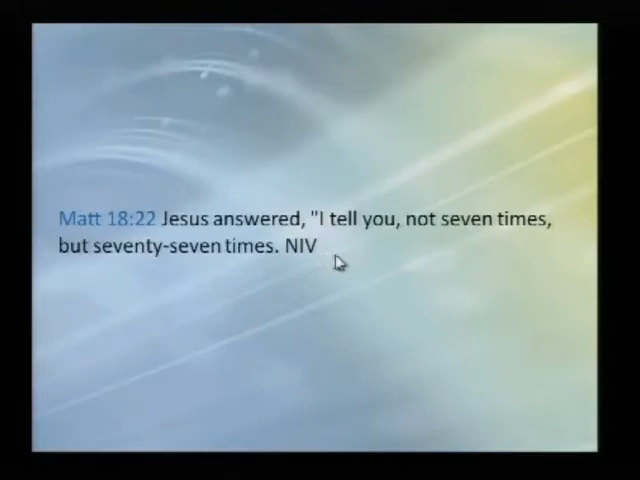 Matt 18:22 Jesus answered, "I tell you, not seven times,
but seventy-seven times. NIV